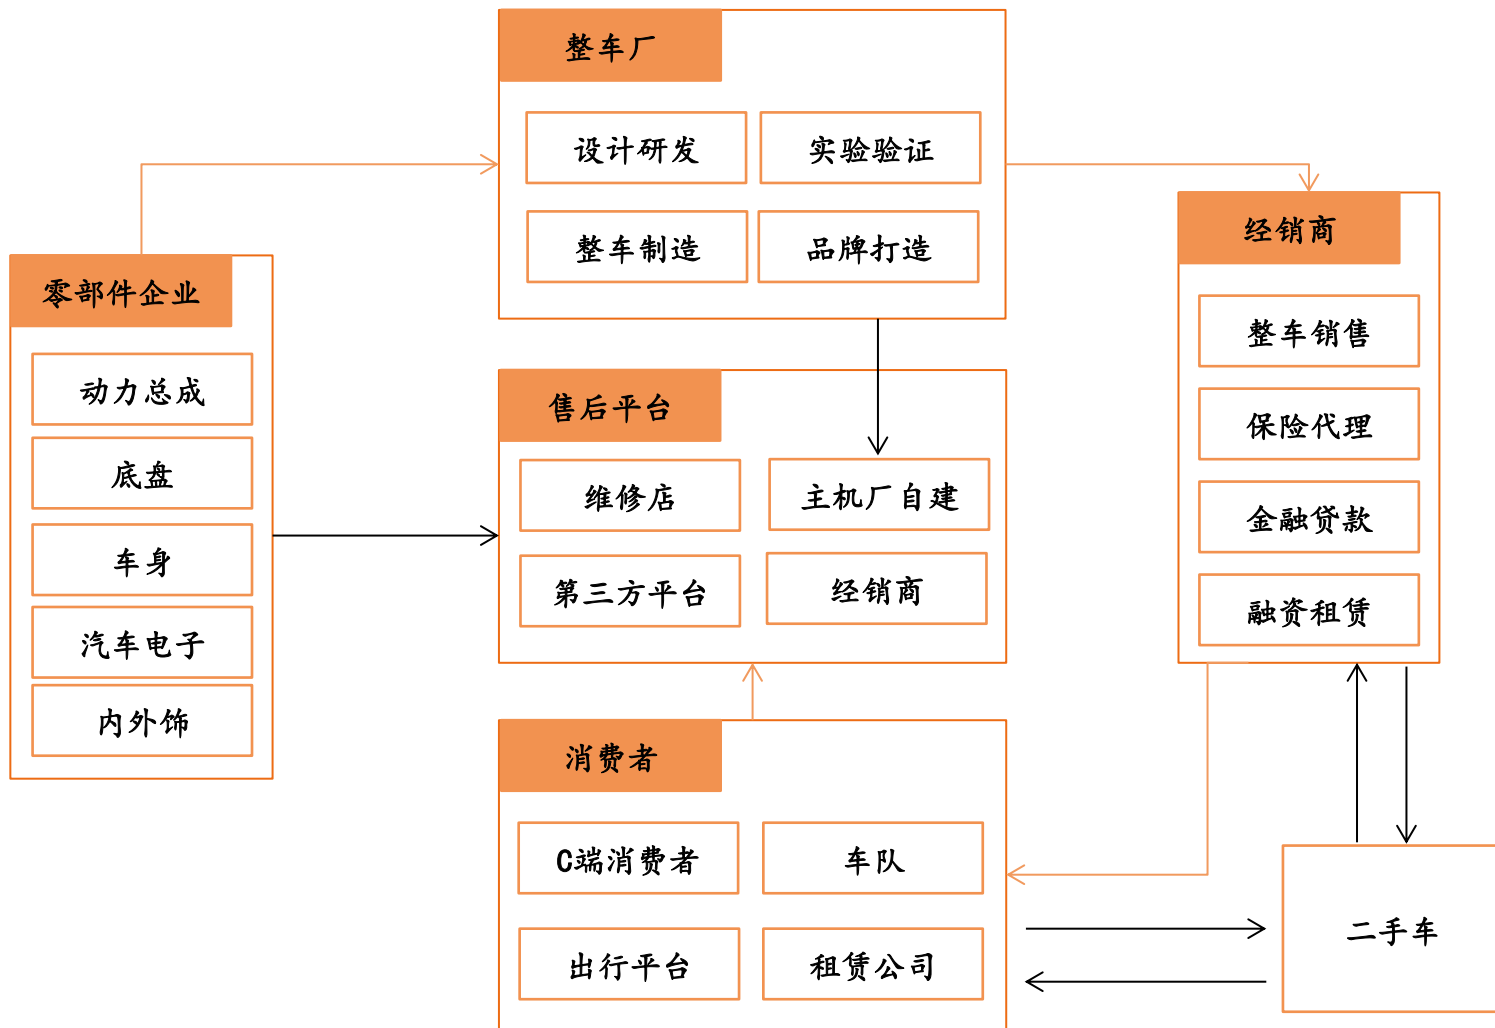 整车厂
设计研发
实验验证
整车制造
品牌打造
零部件企业
动力总成
底盘
车身
汽车电子
内外饰
售后平台
维修店
主机厂自建
第三方平台
经销商
经销商
整车销售
保险代理
金融贷款
融资租赁
消费者
C端消费者
车队
出行平台
租赁公司
二手车